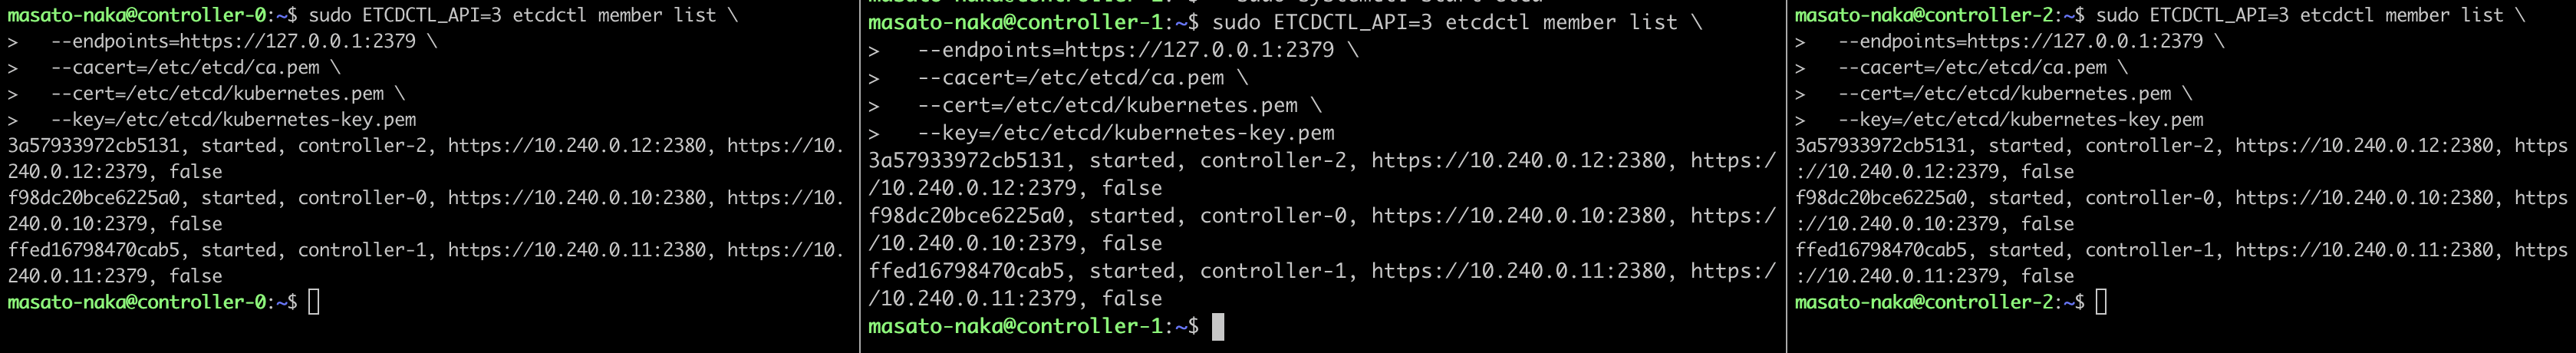 masato-naka@controller-0:~$ sudo ETCDCTL_API=3 etcdctl member list \
>   --endpoints=https://127.0.0.1:2379 \
>   --cacert=/etc/etcd/ca.pem \
>   --cert=/etc/etcd/kubernetes.pem \
>   --key=/etc/etcd/kubernetes-key.pem
3a57933972cb5131, started, controller-2, https://10.240.0.12:2380, https://10.
240.0.12:2379, false
f98dc20bce6225a0, started, controller-0, https://10.240.0.10:2380, https://10.
240.0.10:2379, false
ffed16798470cab5, started, controller-1, https://10.240.0.11:2380, https://10.
240.0.11:2379, false
masato-naka@controller-0:~$
masato-naka@controller-1:~$ sudo ETCDCTL_API=3 etcdctl member list \
>   --endpoints=https://127.0.0.1:2379 \
>   --cacert=/etc/etcd/ca.pem \
>   --cert=/etc/etcd/kubernetes.pem \
>   --key=/etc/etcd/kubernetes-key.pem
3a57933972cb5131, started, controller-2, https://10.240.0.12:2380, https:/
/10.240.0.12:2379, false
f98dc20bce6225a0, started, controller-0, https://10.240.0.10:2380, https:/
/10.240.0.10:2379, false
ffed16798470cab5, started, controller-1, https://10.240.0.11:2380, https:/
/10.240.0.11:2379, false
masato-naka@controller-1:~$
masato-naka@controller-2:~$ sudo ETCDCTL_API=3 etcdctl member list \
>   --endpoints=https://127.0.0.1:2379 \
>   --cacert=/etc/etcd/ca.pem \
>   --cert=/etc/etcd/kubernetes.pem \
>   --key=/etc/etcd/kubernetes-key.pem
3a57933972cb5131, started, controller-2, https://10.240.0.12:2380, https
://10.240.0.12:2379, false
f98dc20bce6225a0, started, controller-0, https://10.240.0.10:2380, https
://10.240.0.10:2379, false
ffed16798470cab5, started, controller-1, https://10.240.0.11:2380, https
://10.240.0.11:2379, false
masato-naka@controller-2:~$